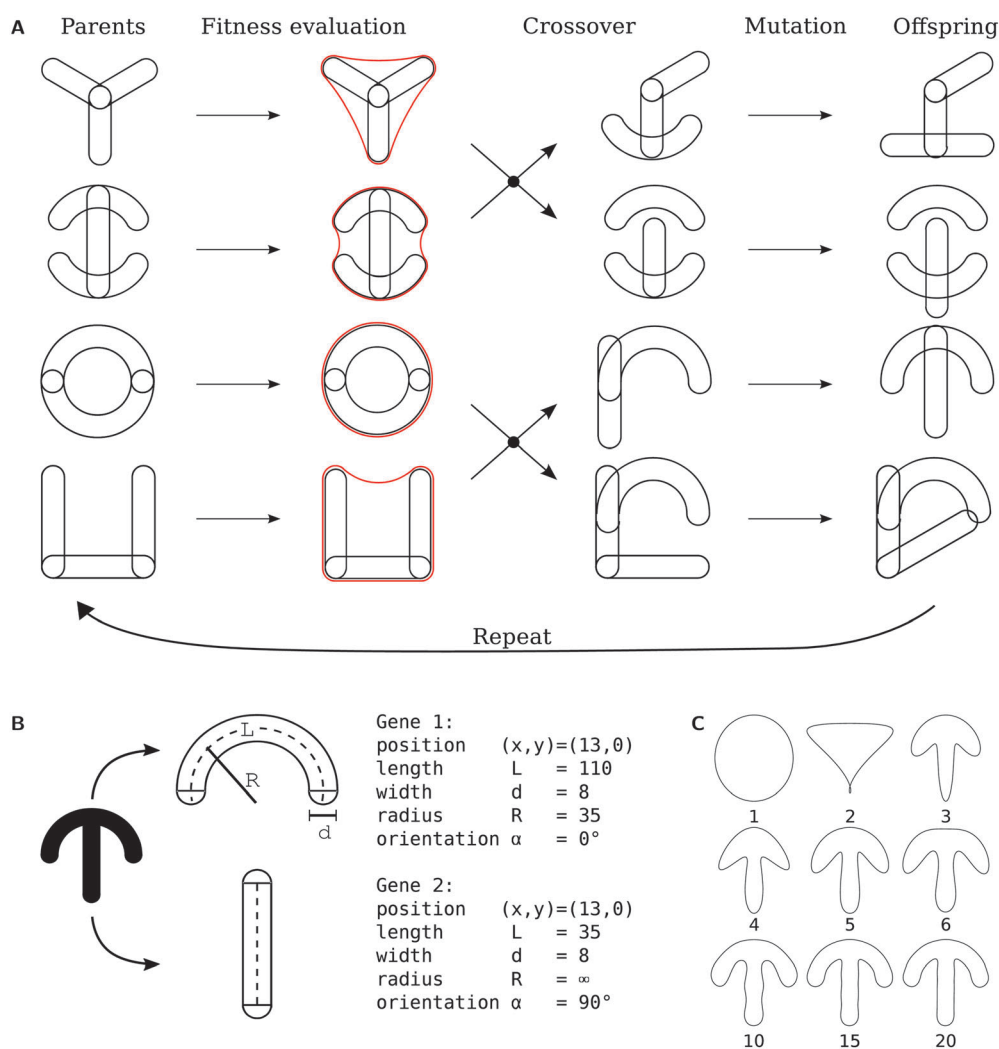 A Parents Fitness evaluation Crossover Mutation Offspring
Repeat
B
L
R
d
Gene 1:
position (x,y)=(13,0)
length L = 110
width d = 8
radius R = 35
orientation α = 0°
Gene 2:
position (x,y)=(13,0)
length L = 35
width d = 8
radius R = ∞
orientation α = 90°
C
1 2 3
4 5 6
10 15 20